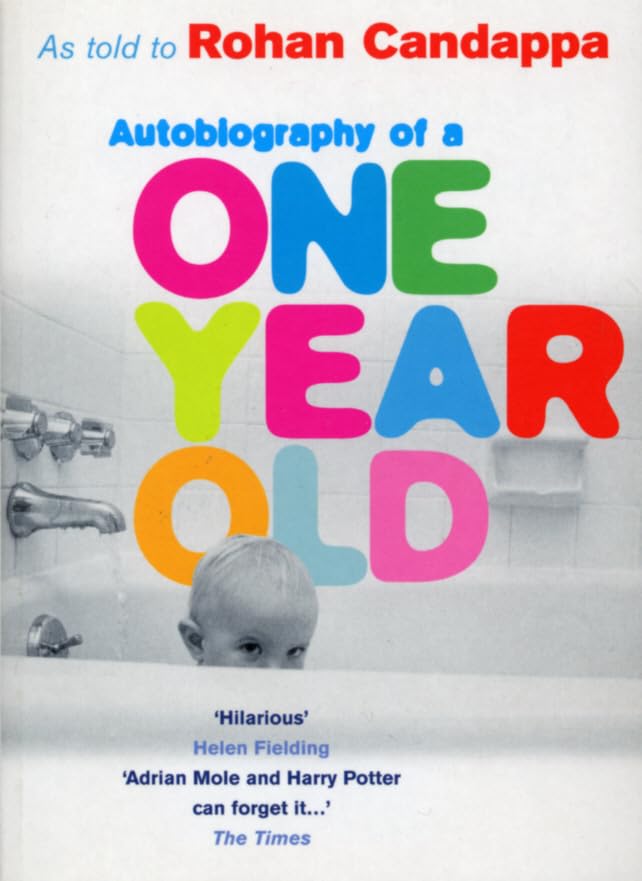 As told to Rohan Candappa
Autobiography of a
ONE
YEAR
OLD
‘Hilarious’
Helen Fielding
‘Adrian Mole and Harry Potter
can forget it...’
The Times